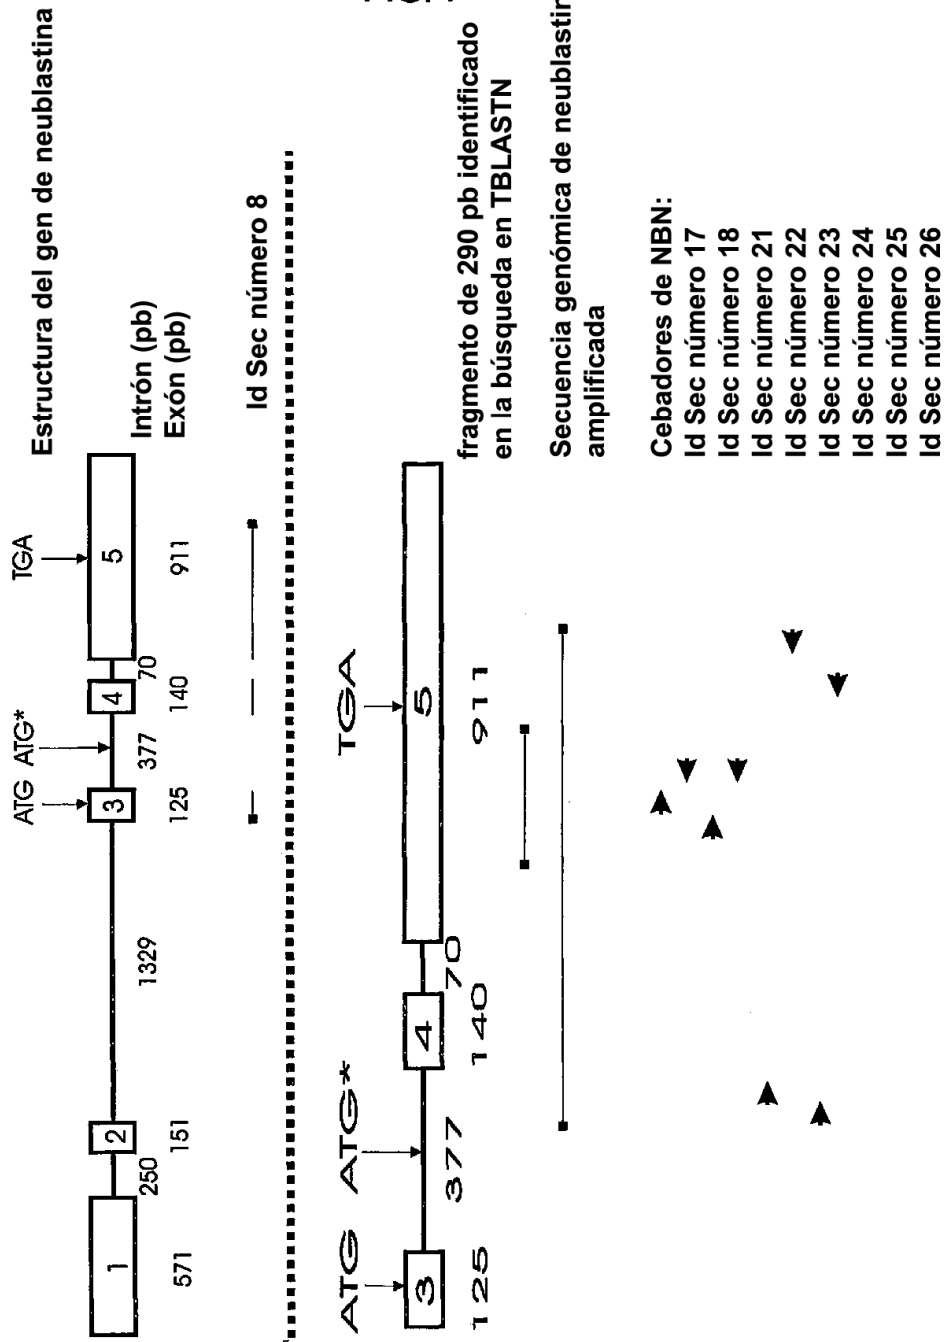 Estructura del gen de neublastina
ATG ATG* TGA
1 2 3 4 5
250 1329 377 70
Intrón (pb)
571 151 125 140 911
Exón (pb)
Id Sec número 8
ATG ATG* TGA
3 4 5
377 70
125 140 911
fragmento de 290 pb identificado
en la búsqueda en TBLASTN
Secuencia genómica de neublastin
amplificada
Cebadores de NBN:
Id Sec número 17
Id Sec número 18
Id Sec número 21
Id Sec número 22
Id Sec número 23
Id Sec número 24
Id Sec número 25
Id Sec número 26